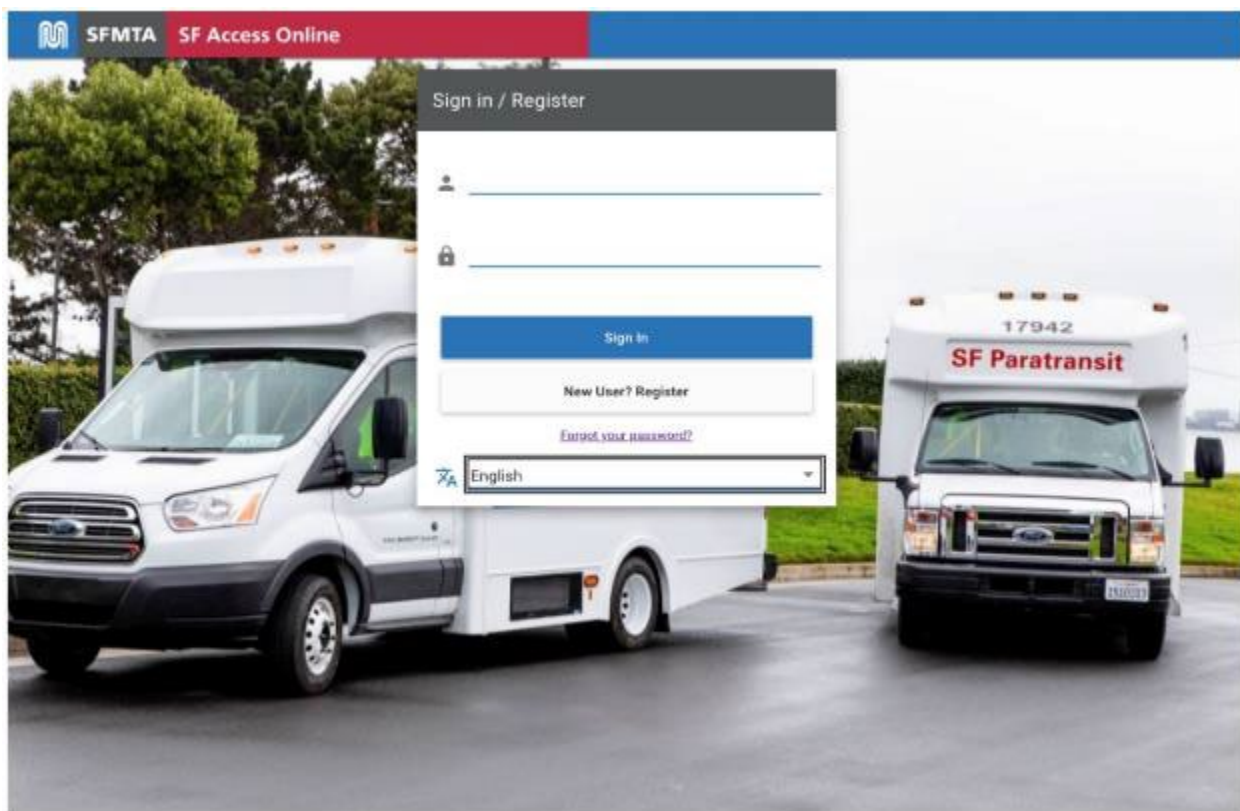 SFMTA SF Access Online
Sign in / Register
Sign In
New User? Register
Forgot your password?
English
17942
SF Paratransit